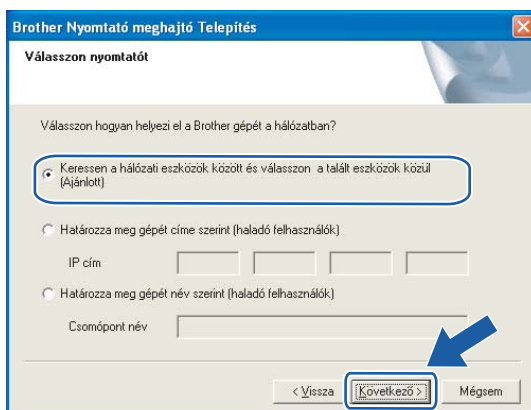 Brother Nyomtató meghajtó Telepítés
Válasszon nyomtatót
Válasszon hogyan helyezi el a Brother gépét a hálózatban?
Keressen a hálózati eszközök között és válasszon a talált eszközök közül
(Ajánlott)
Határozza meg gépét címe szerint (haladó felhasználók)
IP cím
Határozza meg gépét név szerint (haladó felhasználók)
Csomópont név
< Vissza Következő > Mégsem